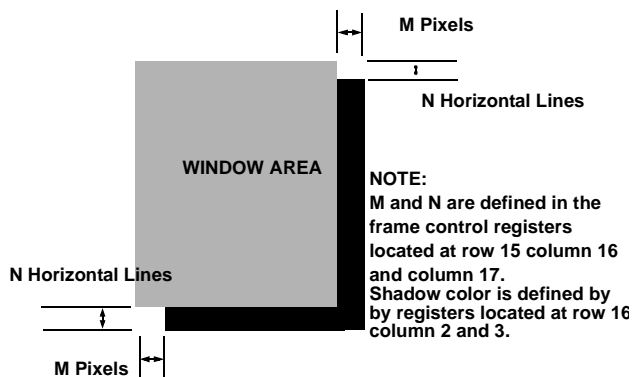 M Pixels
N Horizontal Lines
WINDOW AREA
NOTE:
M and N are defined in the
frame control registers
located at row 15 column 16
and column 17.
Shadow color is defined by
by registers located at row 16
column 2 and 3.
N Horizontal Lines
M Pixels